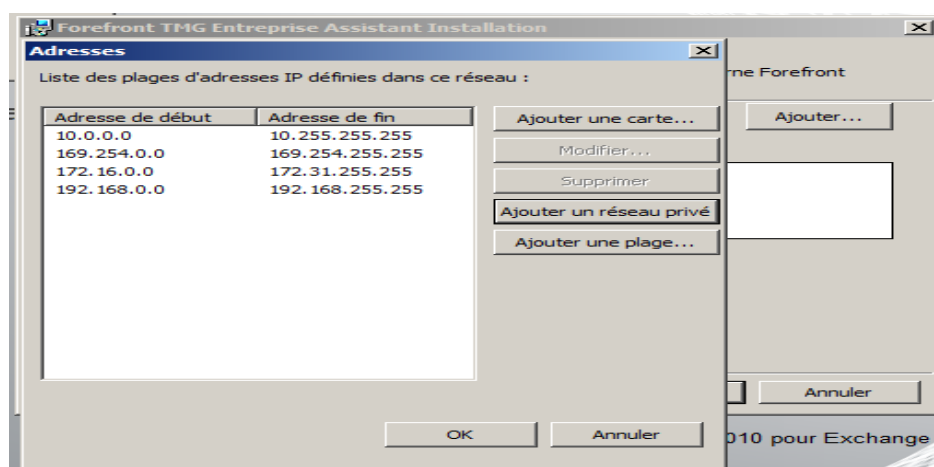 Forefront TMG Entreprise Assistant Installation
Adresses
Liste des plages d'adresses IP définies dans ce réseau :
rne Forefront
Adresse de début Adresse de fin
Ajouter une carte...
Ajouter...
10.0.0.0 10.255.255.255
169.254.0.0 169.254.255.255
Modifier...
172.16.0.0 172.31.255.255
192.168.0.0 192.168.255.255
Supprimer
Ajouter un réseau privé
Ajouter une plage...
Annuler
OK Annuler
010 pour Exchange